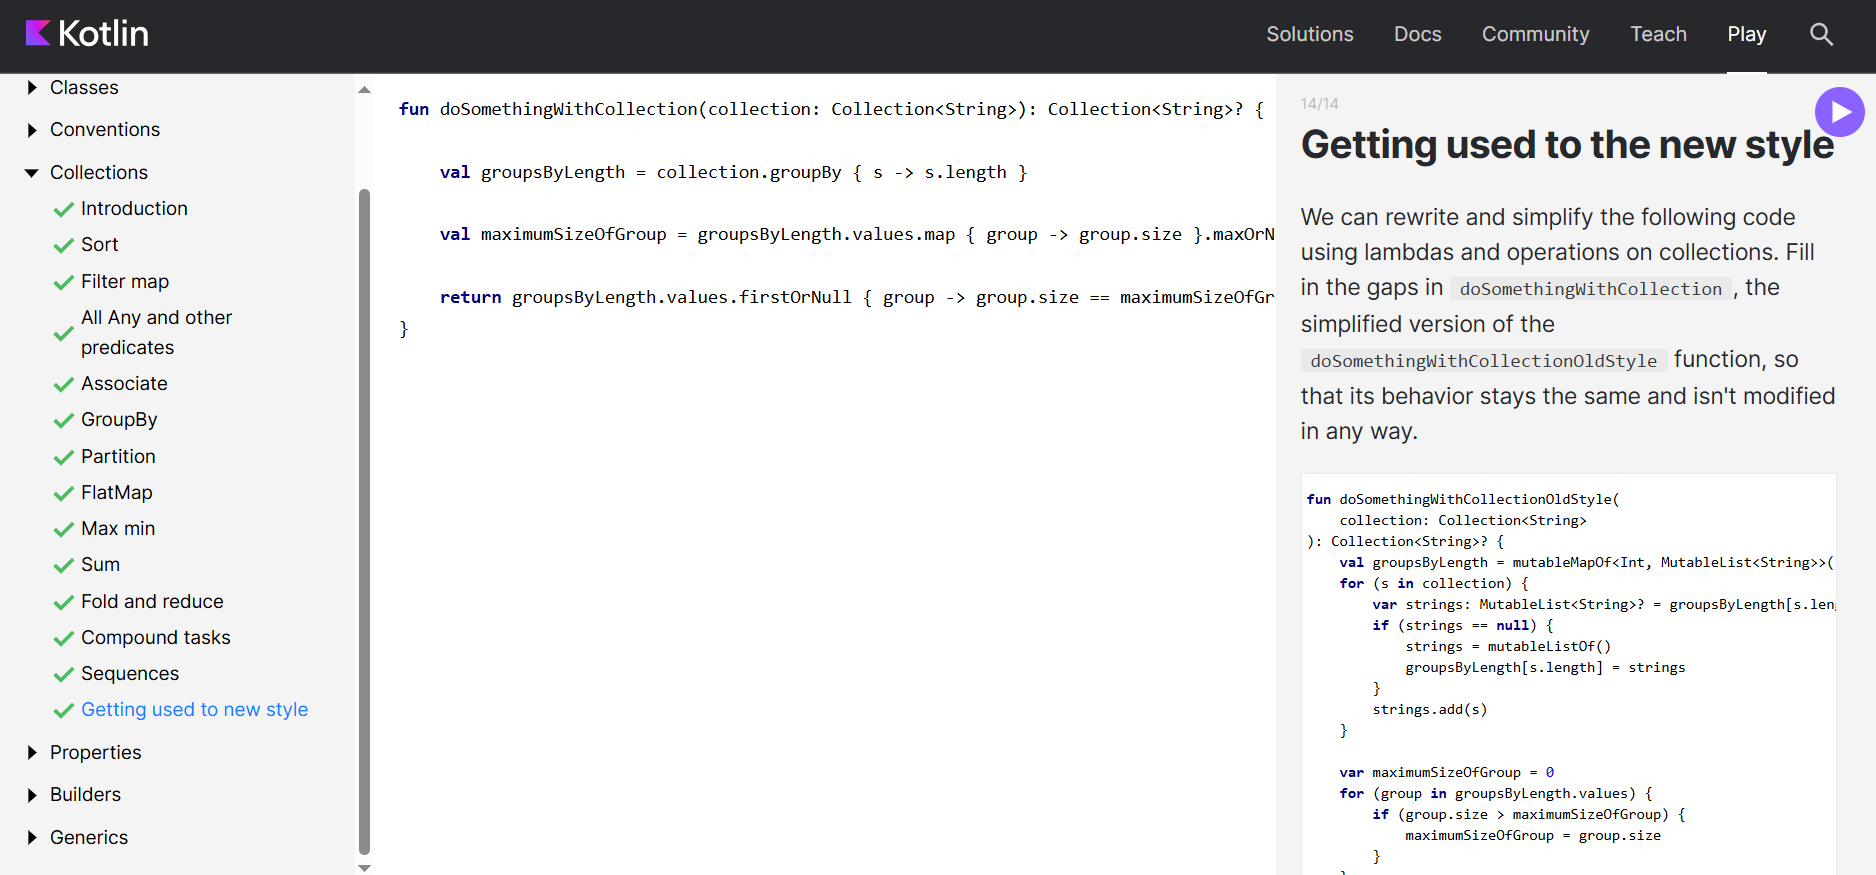 Kotlin
Solutions
Docs
Community
Teach
Play
Classes
Conventions
Collections
Introduction
Sort
Filter map
All Any and other
predicates
Associate
GroupBy
Partition
FlatMap
Max min
Sum
Fold and reduce
Compound tasks
Sequences
Getting used to new style
Properties
Builders
Generics
fun doSomethingWithCollection(collection: Collection<String>): Collection<String>? {
val groupsByLength = collection.groupBy { s -> s.length }
val maximumSizeOfGroup = groupsByLength.values.map { group -> group.size }.maxOrN
return groupsByLength.values.firstOrNull { group -> group.size == maximumSizeOfGr
}
14/14
Getting used to the new style
We can rewrite and simplify the following code
using lambdas and operations on collections. Fill
in the gaps in doSomethingWithCollection, the
simplified version of the
doSomethingWithCollectionOldStyle function, so
that its behavior stays the same and isn't modified
in any way.
fun doSomethingWithCollectionOldStyle(
collection: Collection<String>
): Collection<String>? {
val groupsByLength = mutableMapOf<Int, MutableList<String>>(
for (s in collection) {
var strings: MutableList<String>? = groupsByLength[s.len
if (strings == null) {
strings = mutableListOf()
groupsByLength[s.length] = strings
}
strings.add(s)
}
var maximumSizeOfGroup = 0
for (group in groupsByLength.values) {
if (group.size > maximumSizeOfGroup) {
maximumSizeOfGroup = group.size
}